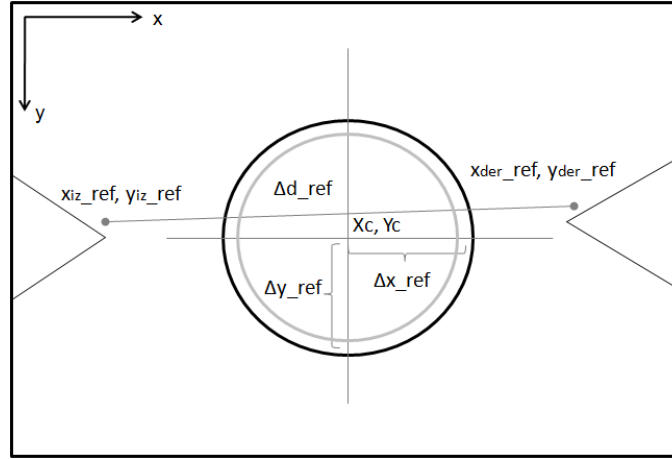 x
y
xder_ref, yder_ref
xiz_ref, yiz_ref
Δd_ref
Xc, Yc
Δy_ref
Δx_ref